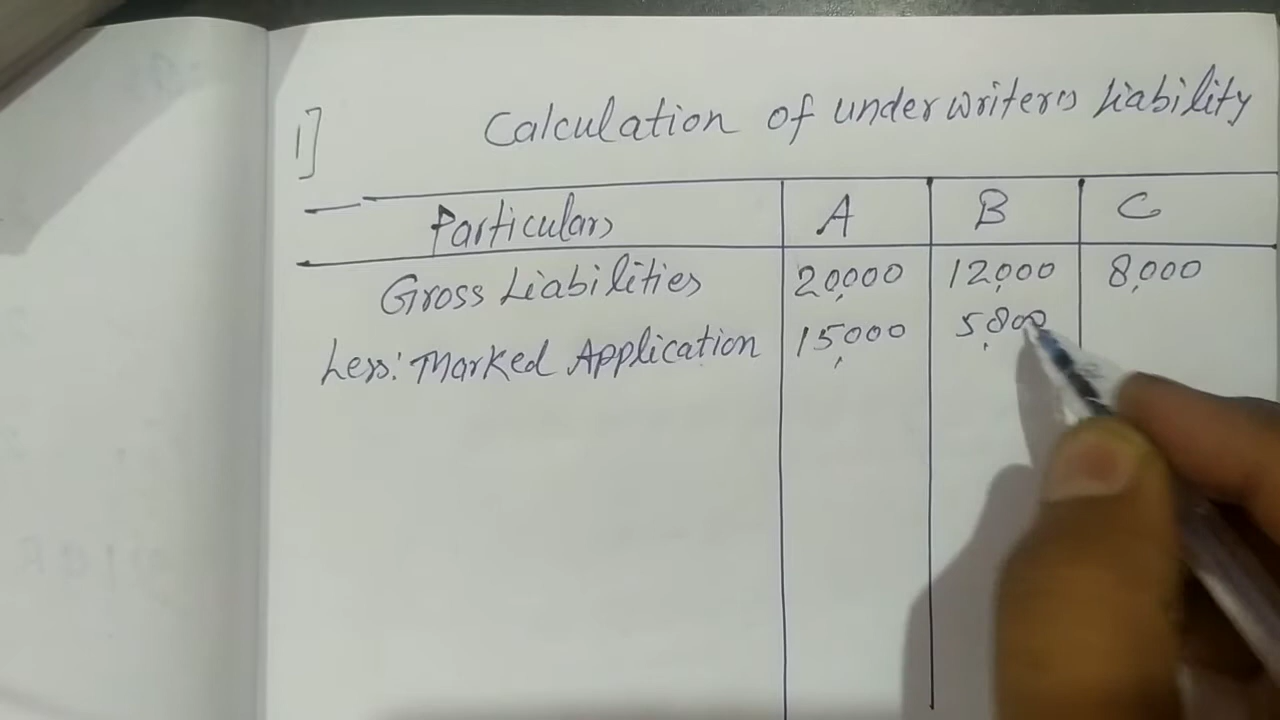 1] Calculation of underwriter's Liability
Particulars A B C
Gross Liabilities 20,000 12,000 8,000
Less: Marked Application 15,000 5,800